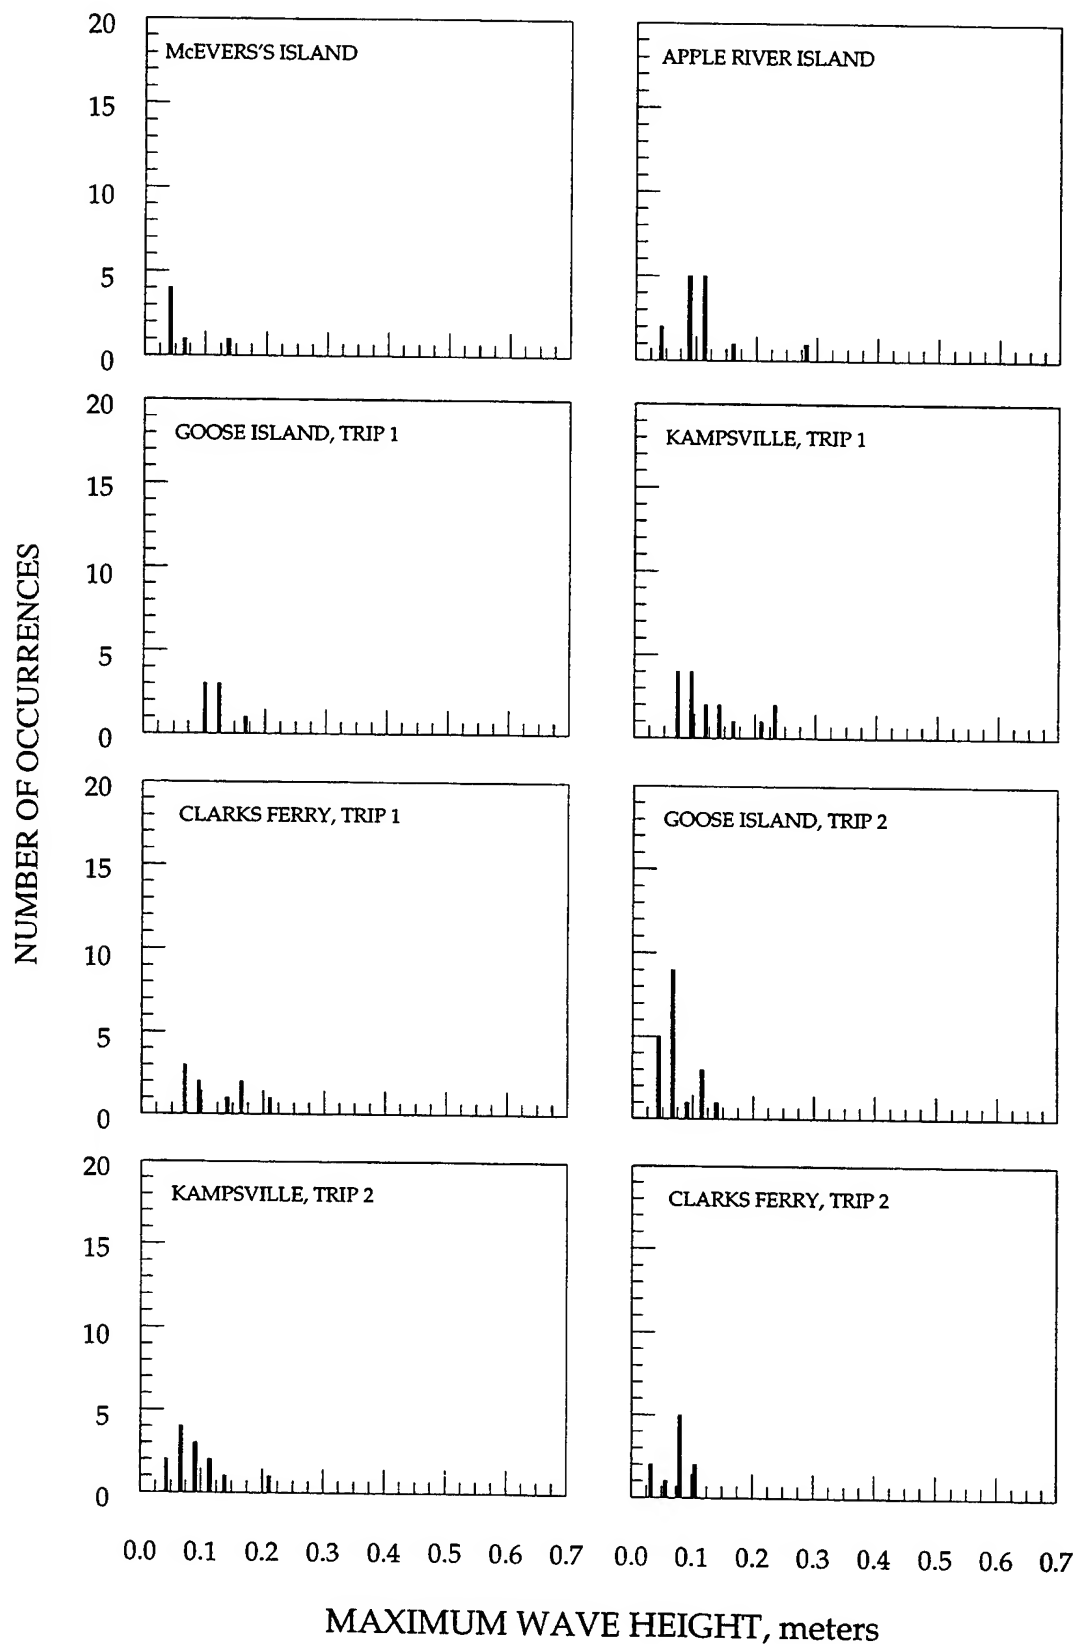 20
15
10
5
0
McEVERS'S ISLAND
APPLE RIVER ISLAND
20
15
10
5
0
GOOSE ISLAND, TRIP 1
KAMPSVILLE, TRIP 1
NUMBER OF OCCURRENCES
20
15
10
5
0
CLARKS FERRY, TRIP 1
GOOSE ISLAND, TRIP 2
20
15
10
5
0
KAMPSVILLE, TRIP 2
CLARKS FERRY, TRIP 2
0.0 0.1 0.2 0.3 0.4 0.5 0.6 0.7
0.0 0.1 0.2 0.3 0.4 0.5 0.6 0.7
MAXIMUM WAVE HEIGHT, meters